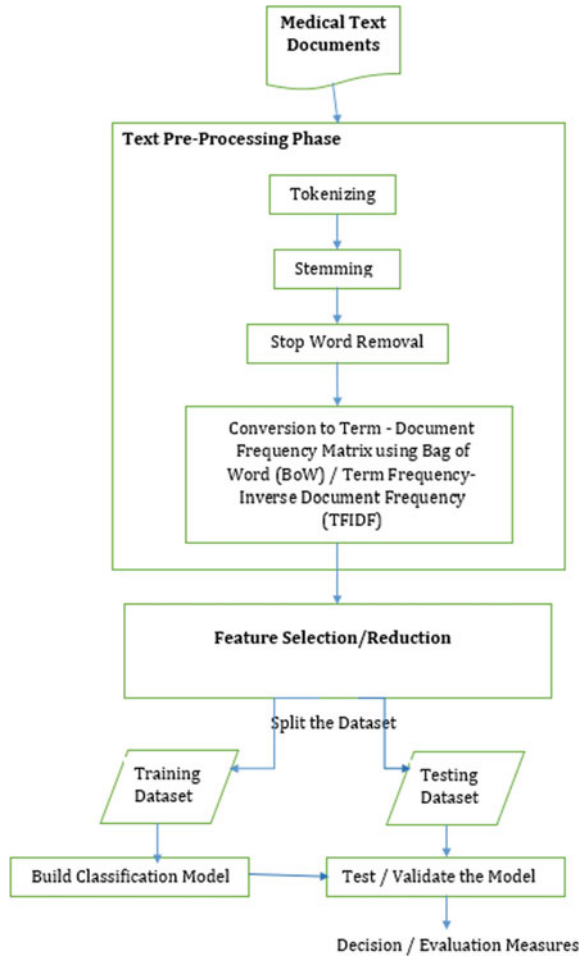 Medical Text
Documents
Text Pre-Processing Phase
Tokenizing
Stemming
Stop Word Removal
Conversion to Term - Document
Frequency Matrix using Bag of
Word (BoW) / Term Frequency-
Inverse Document Frequency
(TFIDF)
Feature Selection/Reduction
Split the Dataset
Training
Dataset
Testing
Dataset
Build Classification Model
Test / Validate the Model
Decision / Evaluation Measures